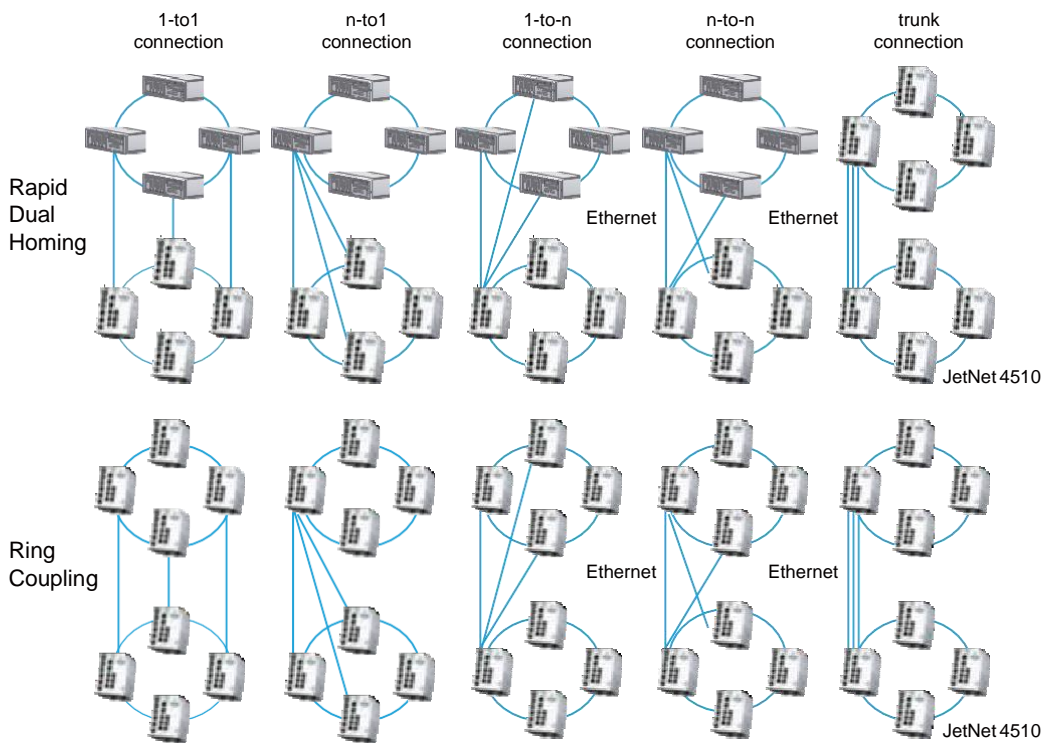 1-to1
connection
n-to1
connection
1-to-n
connection
n-to-n
connection
trunk
connection
Rapid
Dual
Homing
Ethernet
Ethernet
JetNet 4510
Ring
Coupling
Ethernet
Ethernet
JetNet 4510